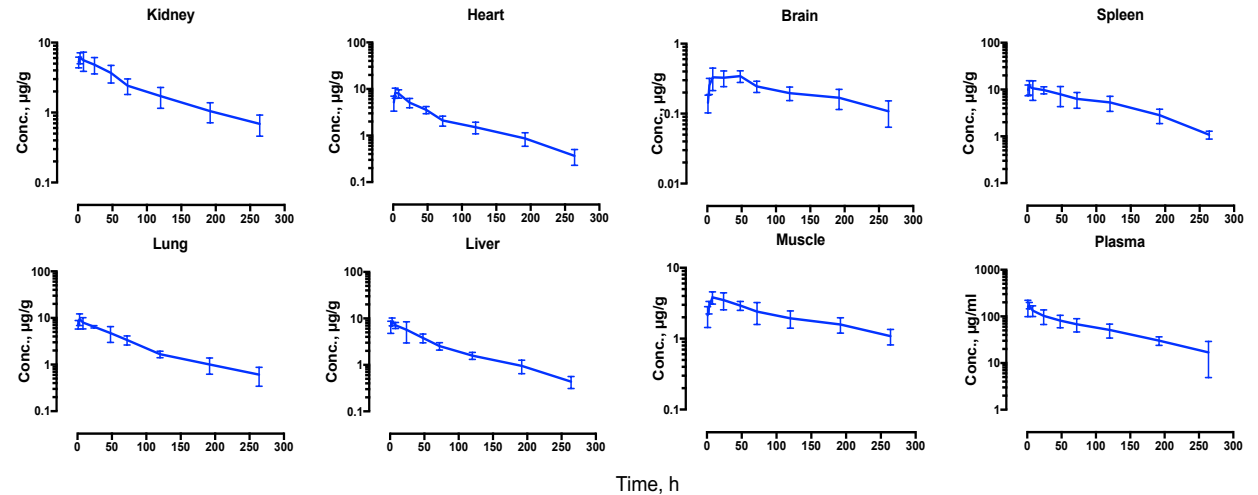 Kidney
Heart
Brain
Spleen
Conc., µg/g
10
1
0.1
0 50 100 150 200 250 300
Conc., µg/g
100
10
1
0.1
0 50 100 150 200 250 300
Conc., µg/g
1
0.1
0.01
0 50 100 150 200 250 300
Conc., µg/g
100
10
1
0.1
0 50 100 150 200 250 300
Lung
Liver
Muscle
Plasma
Conc., µg/g
100
10
1
0.1
0 50 100 150 200 250 300
Conc., µg/g
100
10
1
0.1
0 50 100 150 200 250 300
Conc., µg/g
10
1
0.1
0 50 100 150 200 250 300
Conc., µg/ml
1000
100
10
1
0 50 100 150 200 250 300
Time, h